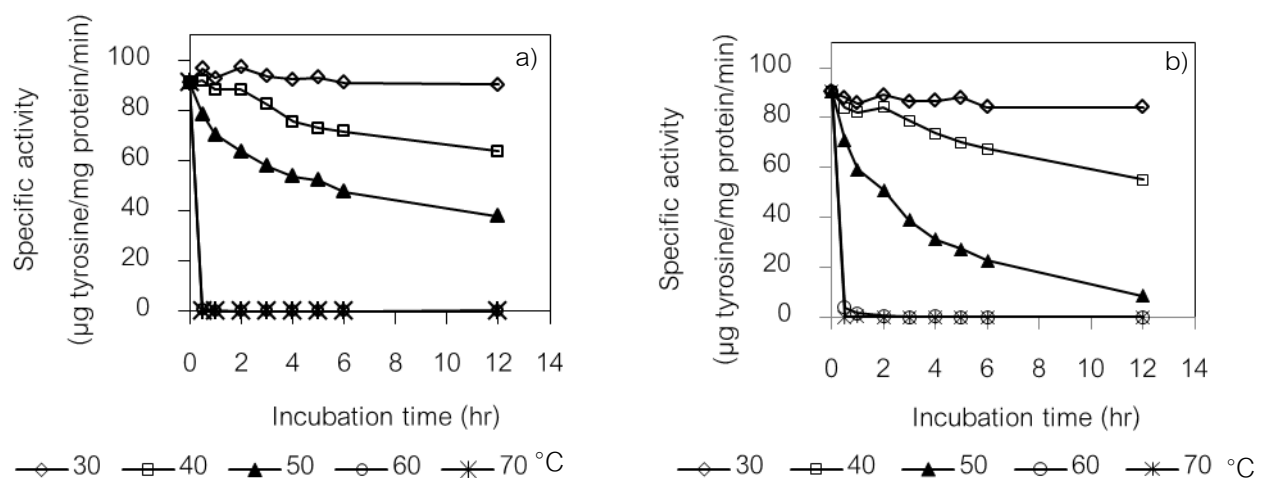 a)
Specific activity
(µg tyrosine/mg protein/min)
100
80
60
40
20
0
0 2 4 6 8 10 12 14
Incubation time (hr)
30 40 50 60 70 °C
b)
Specific activity
(µg tyrosine/mg protein/min)
100
80
60
40
20
0
0 2 4 6 8 10 12 14
Incubation time (hr)
30 40 50 60 70 °C